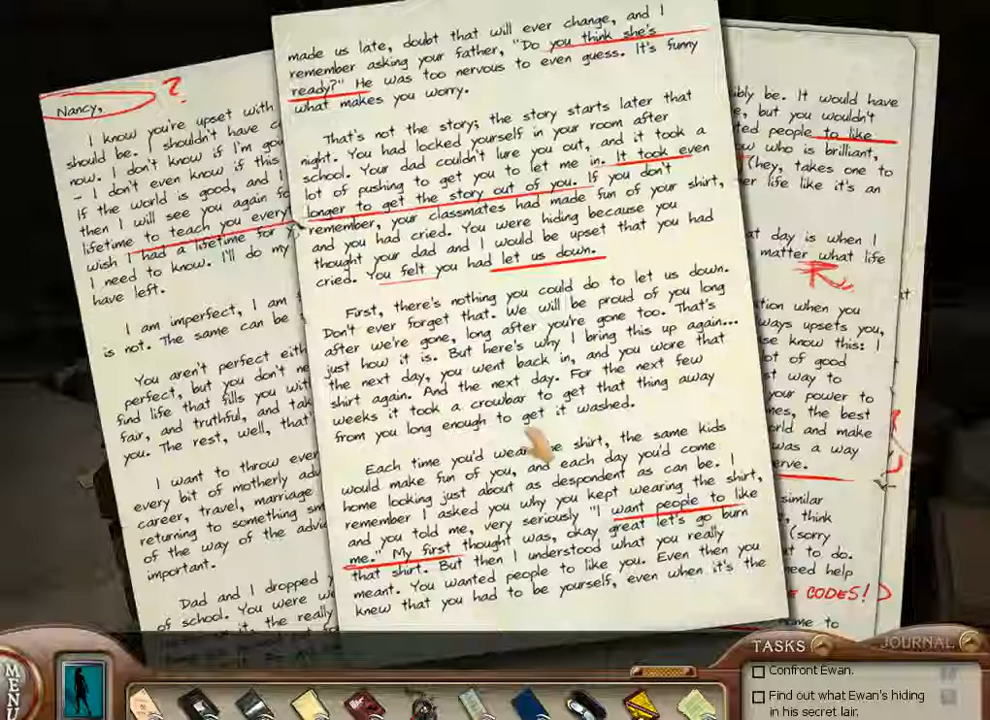 Nancy,
?
I know you're upset with
should be. I shouldn't have
now. I don't know if I'm
- I don't even know if this
If the world is good, and I
then I will see you again
lifetime to teach you every
wish I had a lifetime for
I need to know. I'll do my
have left.
I am imperfect, I am
is not. The same can be
You aren't perfect
perfect, but you don't
find life that fills you
fair, and truthful, and
you. The rest, well, that
I want to throw ever
every bit of motherly
career, travel, marriage
returning to something
of the way of the
important.
Dad and I dropped
of school. You were
it, the really
made us late, doubt that will ever change, and I
remember asking your father, "Do you think she's
ready?" He was too nervous to even guess. It's funny
what makes you worry.
That's not the story; the story starts later that
night. You had locked yourself in your room after
school. Your dad couldn't lure you out, and it took a
lot of pushing to get you to let me in. It took even
longer to get the story out of you. If you don't
remember, your classmates had made fun of your shirt,
and you had cried. You were hiding because you
thought your dad and I would be upset that you had
cried. You felt you had let us down.
First, there's nothing you could do to let us down.
Don't ever forget that. We will be proud of you long
after we're gone, long after you're gone too. That's
just how it is. But here's why I bring this up again...
the next day, you went back in, and you wore that
shirt again. And the next day. For the next few
weeks it took a crowbar to get that thing away
from you long enough to get it washed.
Each time you'd wear shirt, the same kids
would make fun of you, and each day you'd come
home looking just about as despondent as can be. I
remember I asked you why you kept wearing the shirt,
and you told me, very seriously "I want people to like
me." My first thought was, okay great let's go burn
that shirt. But then I understood what you really
meant. You wanted people to like you. Even then you
knew that you had to be yourself, even when it's the
be. It would have
but you wouldn't
people to like
who is brilliant,
(hey, takes one to
life like it's an
day is when I
matter what life
when you
ways upsets you,
know this: I
of good
way to
your power to
the best
and make
was a way
similar
think
(sorry
to do.
need help
CODES!
to
MENU
TASKS
JOURNAL
Confront Ewan.
Find out what Ewan's hiding
in his secret lair.